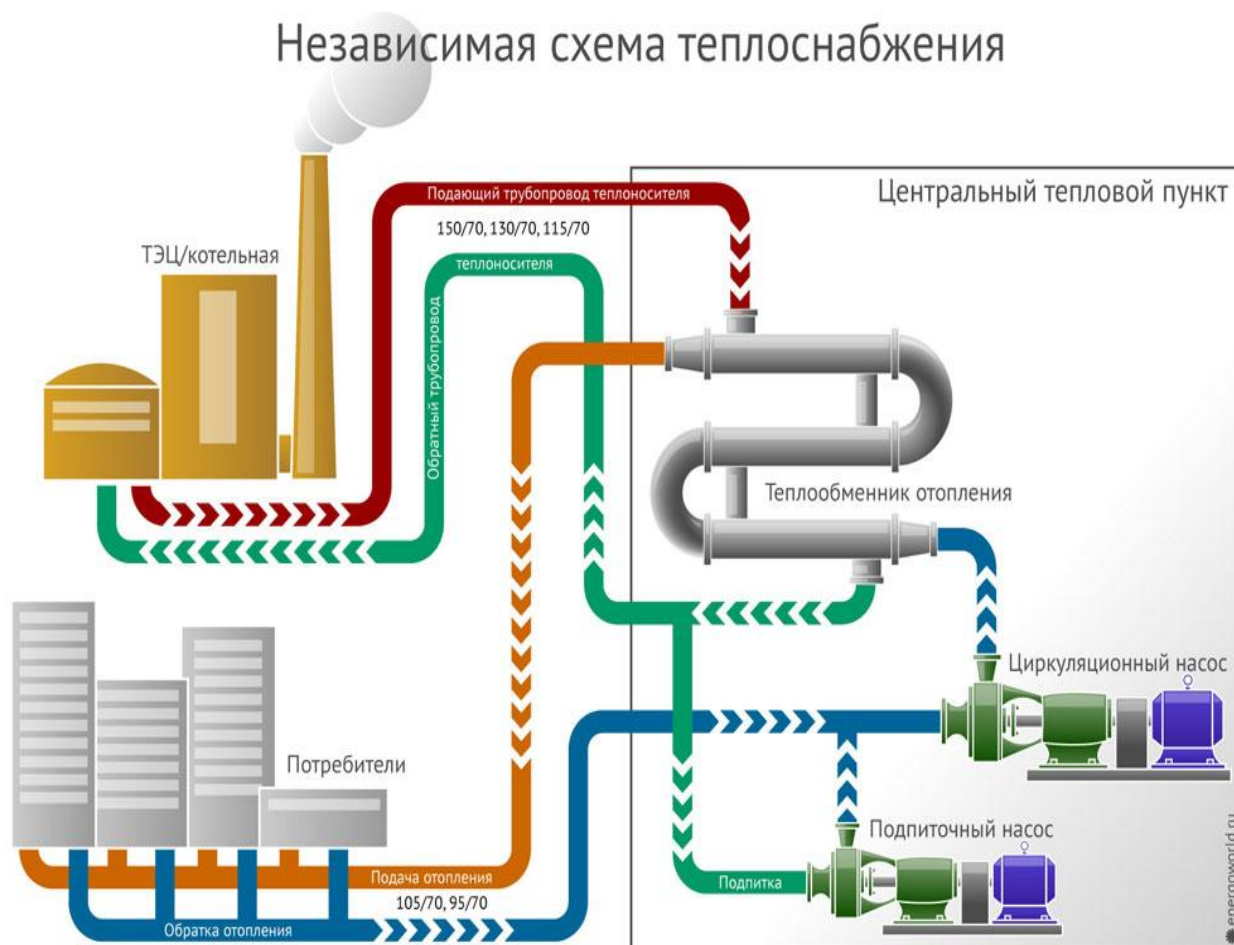 Независимая схема теплоснабжения
Центральный тепловой пункт
Подающий трубопровод теплоносителя
150/70, 130/70, 115/70
ТЭЦ/котельная
теплоносителя
Обратный трубопровод
Теплообменник отопления
Циркуляционный насос
Потребители
Подпиточный насос
Подача отопления
Подпитка
105/70, 95/70
Обратка отопления
energoworld.ru